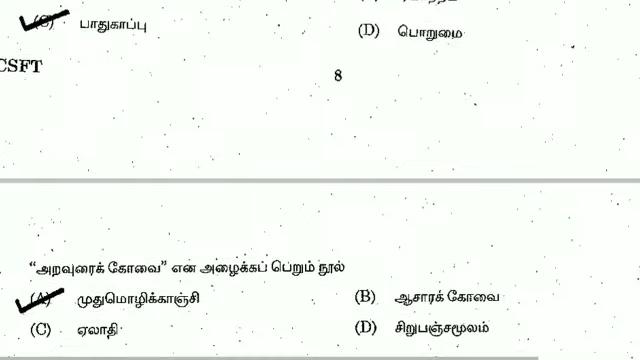 (C) பாதுகாப்பு (D) பொறுமை
CSFT
8
“அறவுரைக் கோவை” என அழைக்கப் பெறும் நூல்
(A) முதுமொழிக்காஞ்சி (B) ஆசாரக் கோவை
(C) ஏலாதி (D) சிறுபஞ்சமூலம்